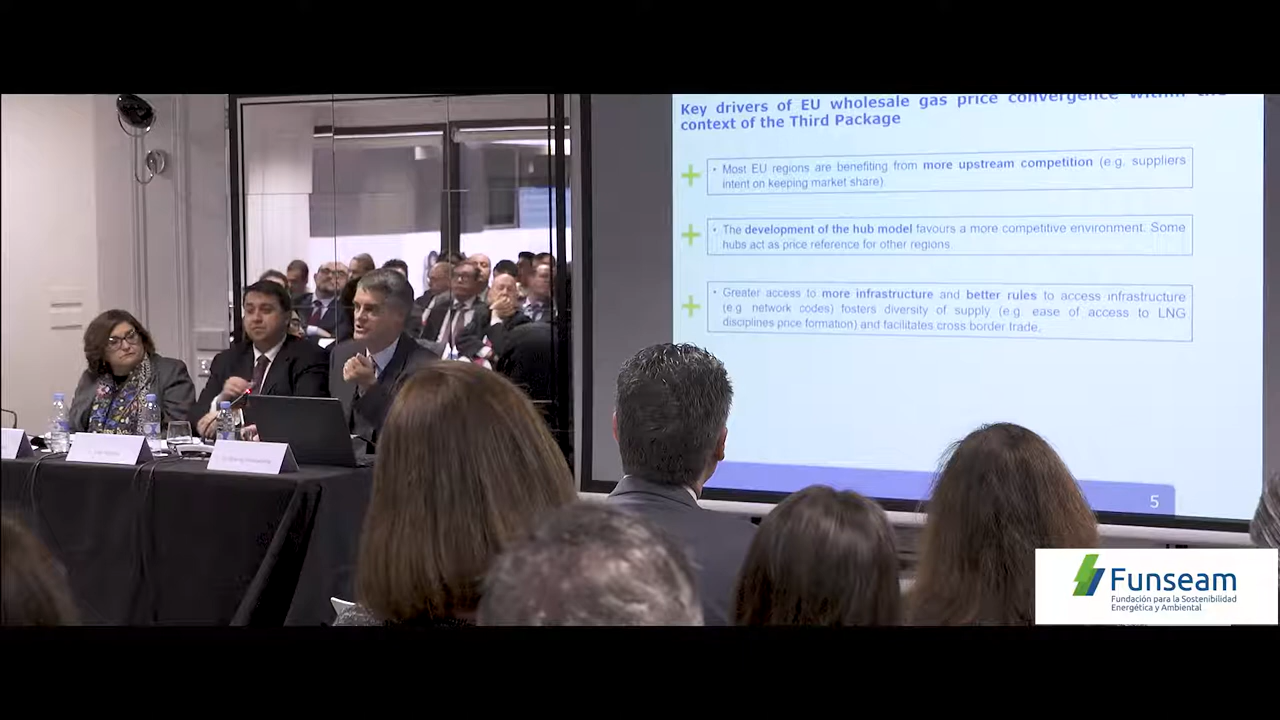 Key drivers of EU wholesale gas price convergence within the
context of the Third Package
• Most EU regions are benefiting from more upstream competition (e.g. suppliers
intent on keeping market share).
• The development of the hub model favours a more competitive environment. Some
hubs act as price reference for other regions.
• Greater access to more infrastructure and better rules to access infrastructure
(e.g network codes) fosters diversity of supply (e.g. ease of access to LNG
disciplines price formation) and facilitates cross border trade.
5
Funseam
Fundación para la Sostenibilidad
Energética y Ambiental